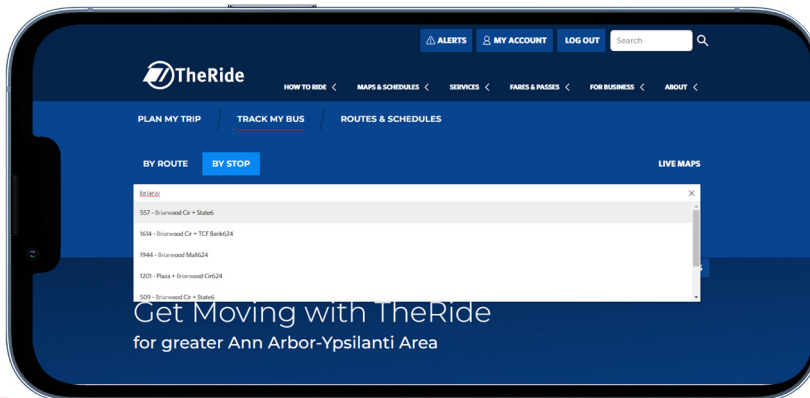 ALERTS MY ACCOUNT LOG OUT Search
TheRide
HOW TO RIDE MAPS & SCHEDULES SERVICES FARES & PASSES FOR BUSINESS ABOUT
PLAN MY TRIP TRACK MY BUS ROUTES & SCHEDULES
BY ROUTE BY STOP LIVE MAPS
briarw
557 - Briarwood Cir + State6
1614 - Briarwood Cir + TCF Bank624
1944 - Briarwood Mall624
1201 - Plaza + Briarwood Cir624
509 - Briarwood Cir + State6
Get Moving with TheRide
for greater Ann Arbor-Ypsilanti Area